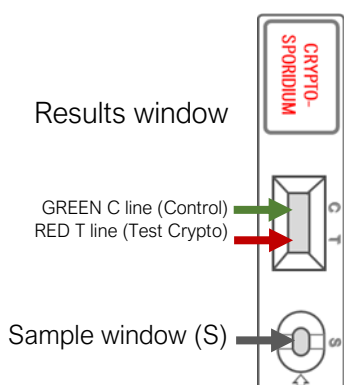 CRYPTO-
SPORIDIUM
Results window
GREEN C line (Control)
RED T line (Test Crypto)
C
T
Sample window (S)
S